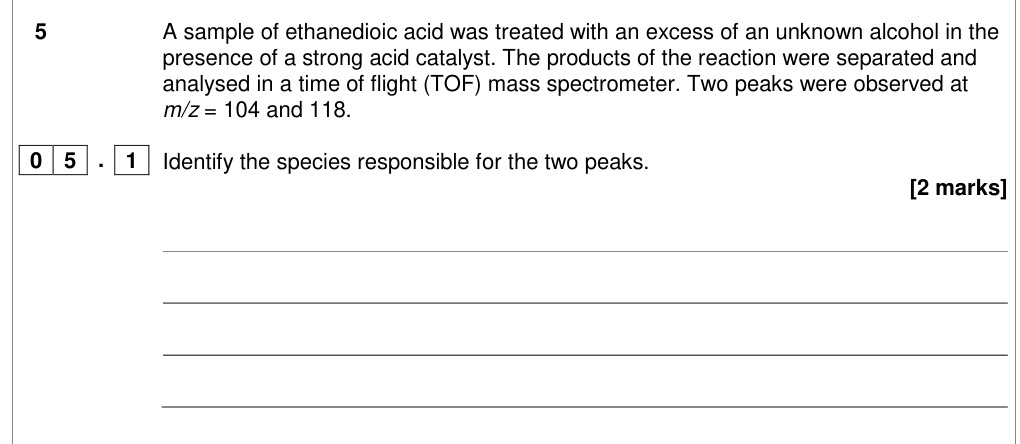 5 A sample of ethanedioic acid was treated with an excess of an unknown alcohol in the
presence of a strong acid catalyst. The products of the reaction were separated and
analysed in a time of flight (TOF) mass spectrometer. Two peaks were observed at
m/z = 104 and 118.
0 5 . 1 Identify the species responsible for the two peaks.
[2 marks]